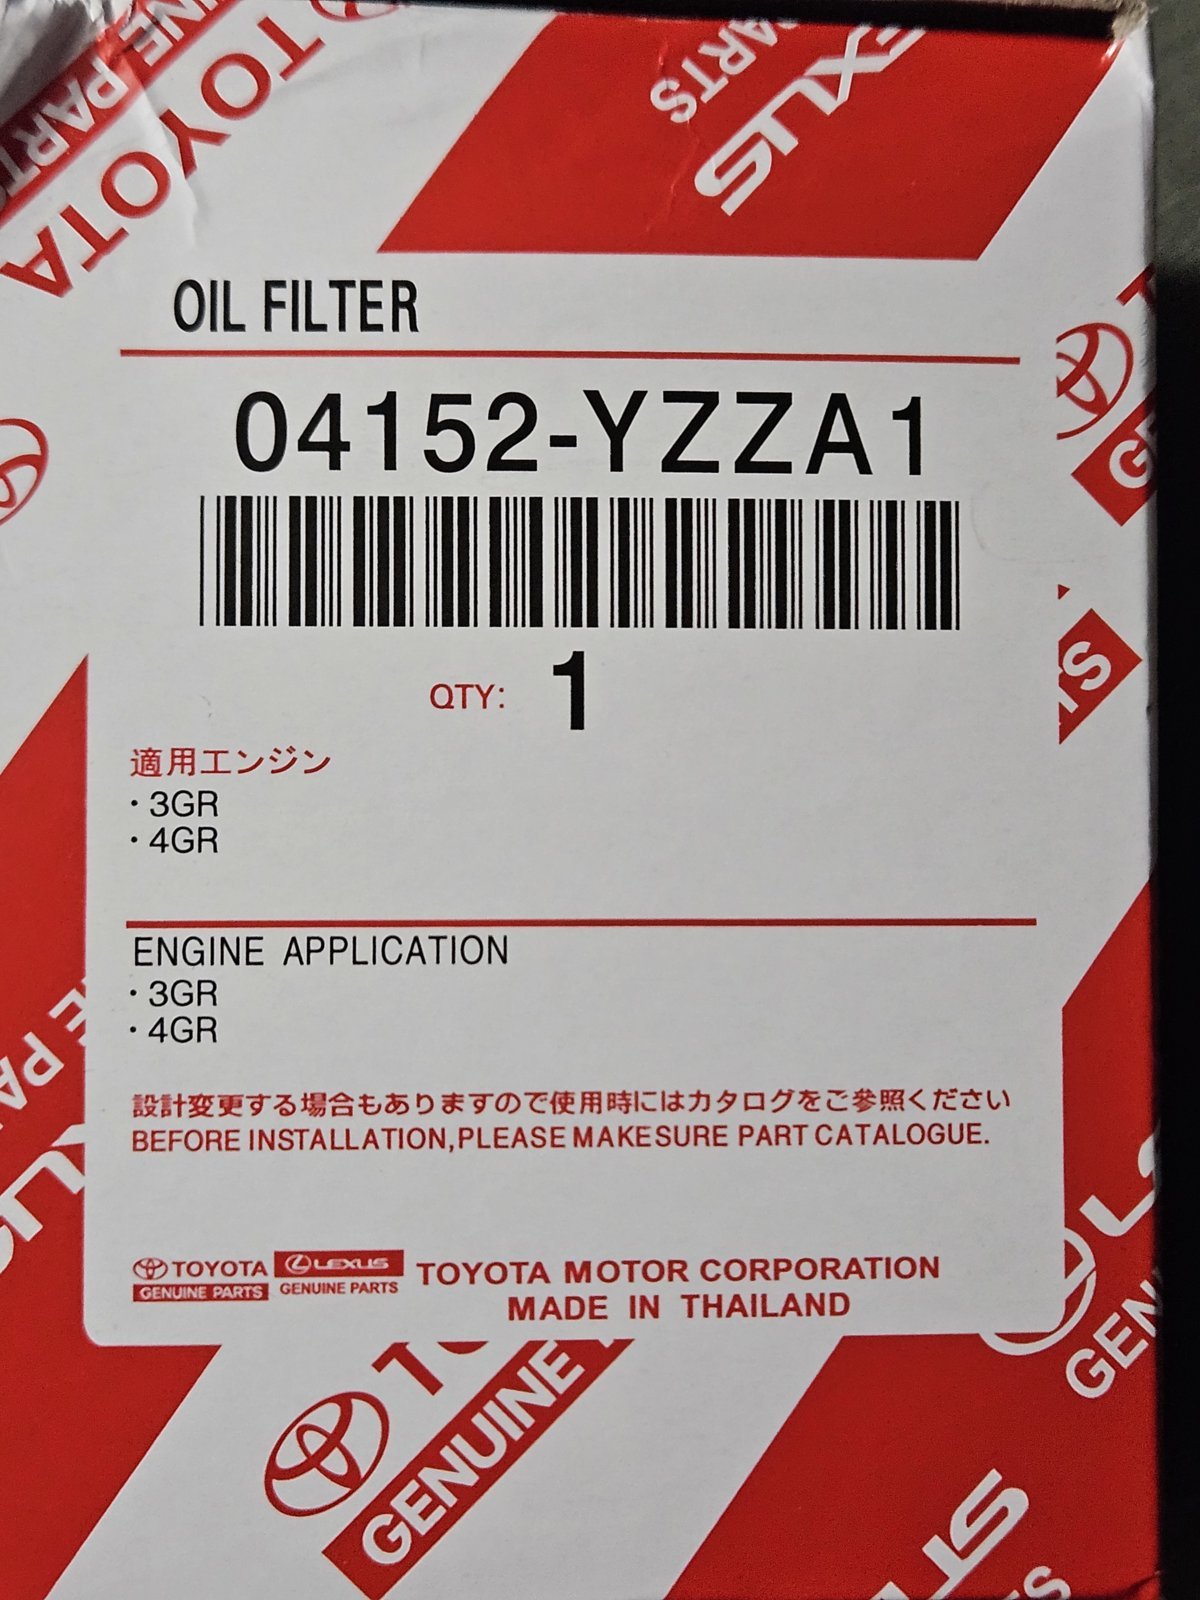 NE PARTS
TOYOTA
PARTS
LEXUS
OIL FILTER
04152-YZZA1
QTY: 1
適用エンジン
・3GR
・4GR
ENGINE APPLICATION
・3GR
・4GR
設計変更する場合もありますので使用時にはカタログをご参照ください
BEFORE INSTALLATION,PLEASE MAKESURE PART CATALOGUE.
TOYOTA
GENUINE PARTS
LEXUS
GENUINE PARTS
TOYOTA MOTOR CORPORATION
MADE IN THAILAND
GENUINE